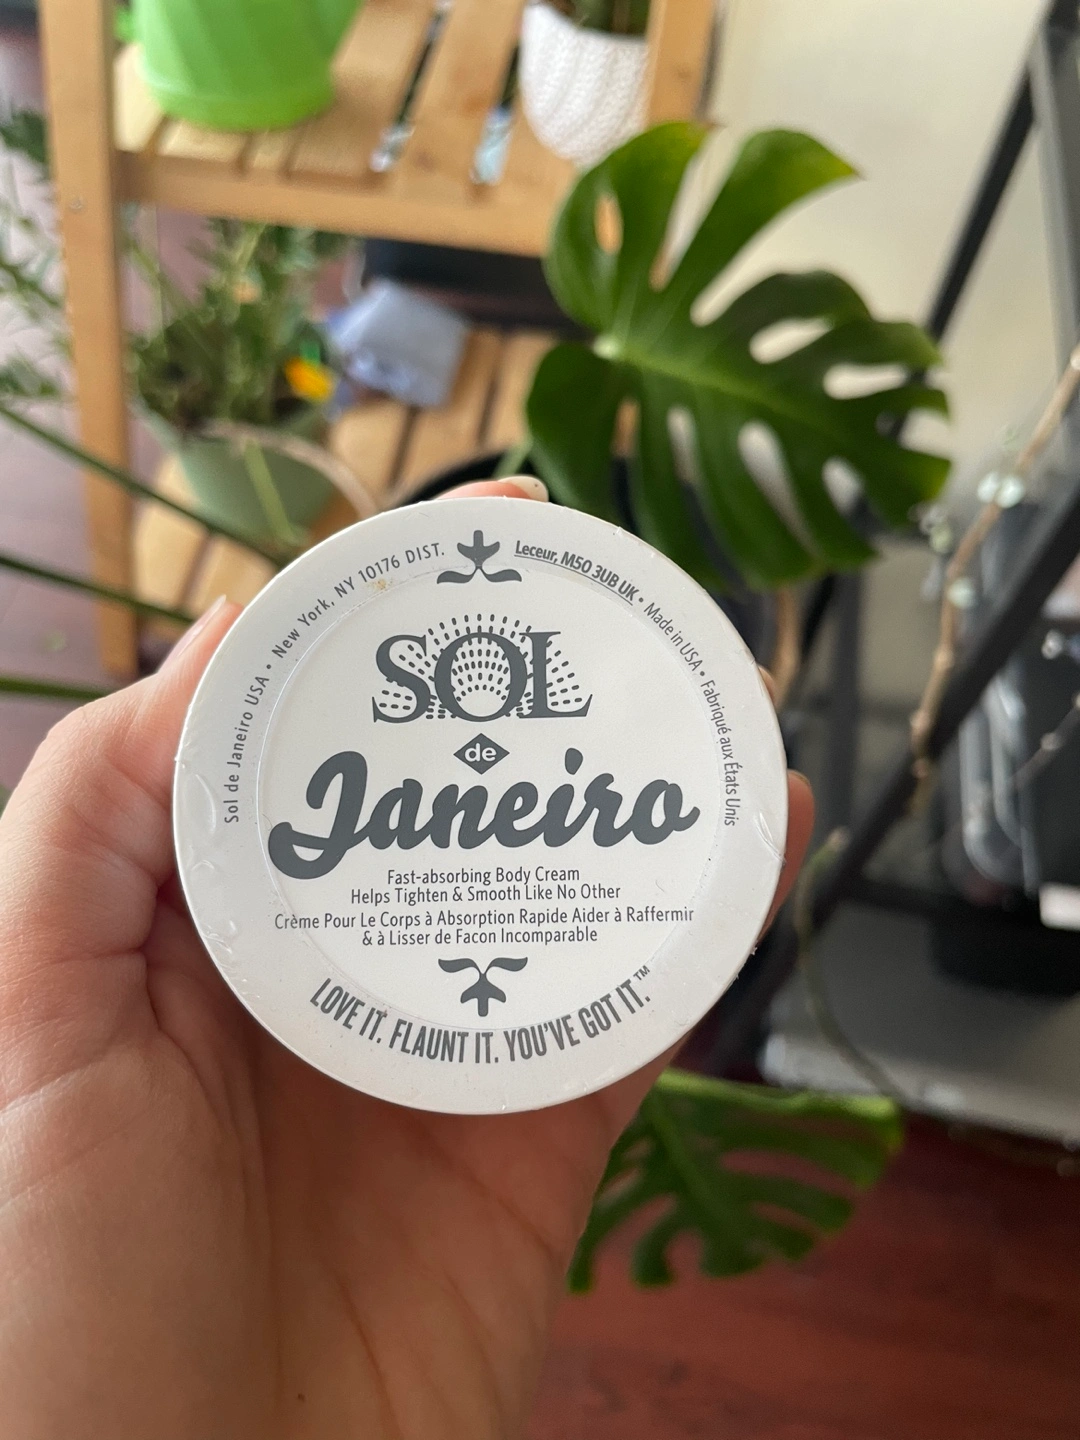 Sol de Janeiro USA • New York, NY 10176 DIST.
Leceur, M50 3UB UK • Made in USA • Fabriqué aux États Unis
SOL
de
Janeiro
Fast-absorbing Body Cream
Helps Tighten & Smooth Like No Other
Crème Pour Le Corps à Absorption Rapide Aider à Raffermir
& à Lisser de Facon Incomparable
LOVE IT. FLAUNT IT. YOU'VE GOT IT.™